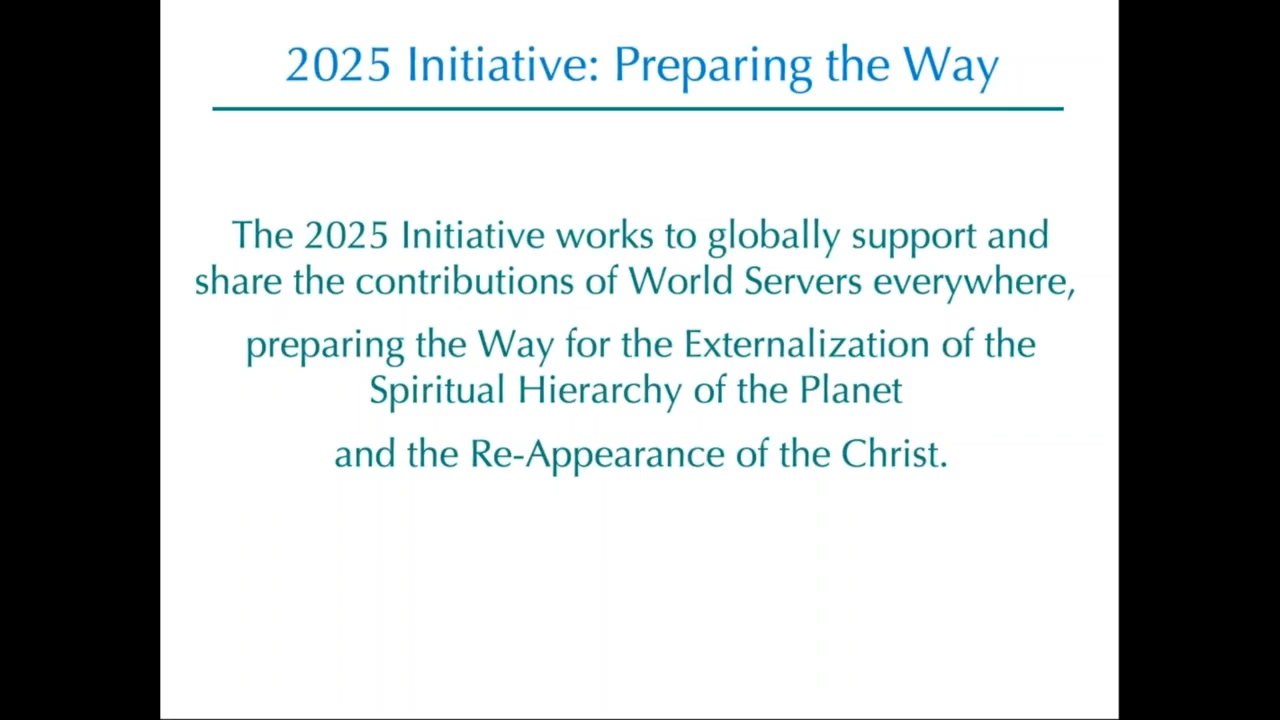 2025 Initiative: Preparing the Way
The 2025 Initiative works to globally support and
share the contributions of World Servers everywhere,
preparing the Way for the Externalization of the
Spiritual Hierarchy of the Planet
and the Re-Appearance of the Christ.